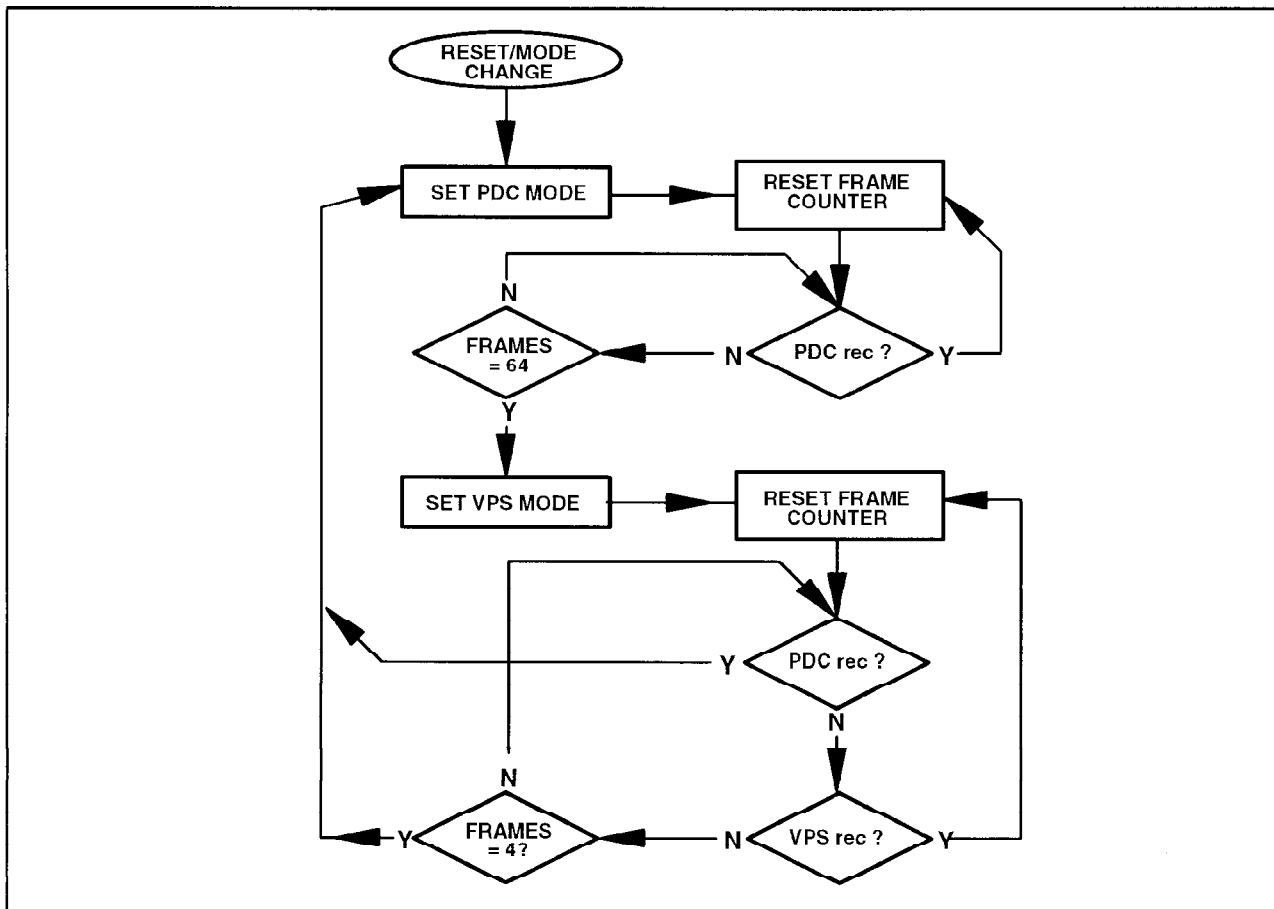 RESET/MODE
CHANGE
SET PDC MODE
RESET FRAME
COUNTER
N
FRAMES
= 64
N
PDC rec ?
Y
Y
SET VPS MODE
RESET FRAME
COUNTER
Y
PDC rec ?
N
N
Y
FRAMES
= 4?
N
VPS rec ?
Y